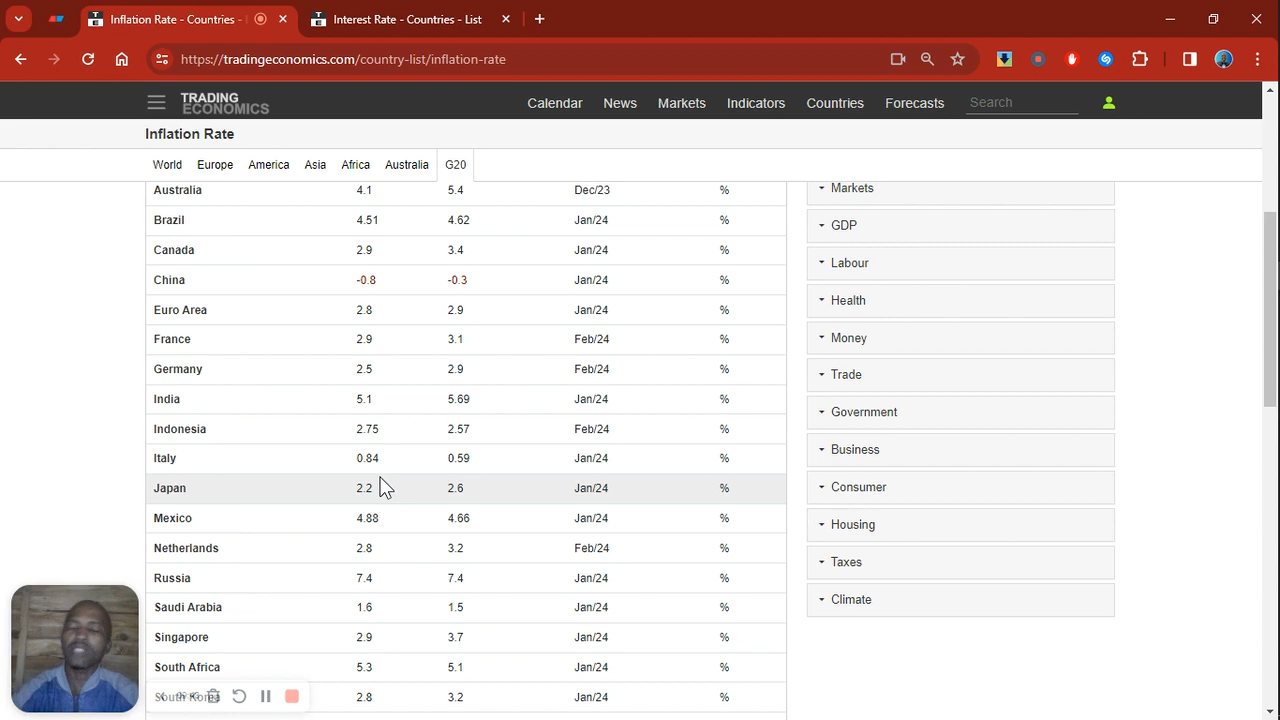 Inflation Rate - Countries -
Interest Rate - Countries - List
https://tradingeconomics.com/country-list/inflation-rate
TRADING
ECONOMICS
Calendar News Markets Indicators Countries Forecasts Search
Inflation Rate
World Europe America Asia Africa Australia G20
Australia 4.1 5.4 Dec/23 %
Brazil 4.51 4.62 Jan/24 %
Canada 2.9 3.4 Jan/24 %
China -0.8 -0.3 Jan/24 %
Euro Area 2.8 2.9 Jan/24 %
France 2.9 3.1 Feb/24 %
Germany 2.5 2.9 Feb/24 %
India 5.1 5.69 Jan/24 %
Indonesia 2.75 2.57 Feb/24 %
Italy 0.84 0.59 Jan/24 %
Japan 2.2 2.6 Jan/24 %
Mexico 4.88 4.66 Jan/24 %
Netherlands 2.8 3.2 Feb/24 %
Russia 7.4 7.4 Jan/24 %
Saudi Arabia 1.6 1.5 Jan/24 %
Singapore 2.9 3.7 Jan/24 %
South Africa 5.3 5.1 Jan/24 %
South Korea 2.8 3.2 Jan/24 %
Markets
GDP
Labour
Health
Money
Trade
Government
Business
Consumer
Housing
Taxes
Climate